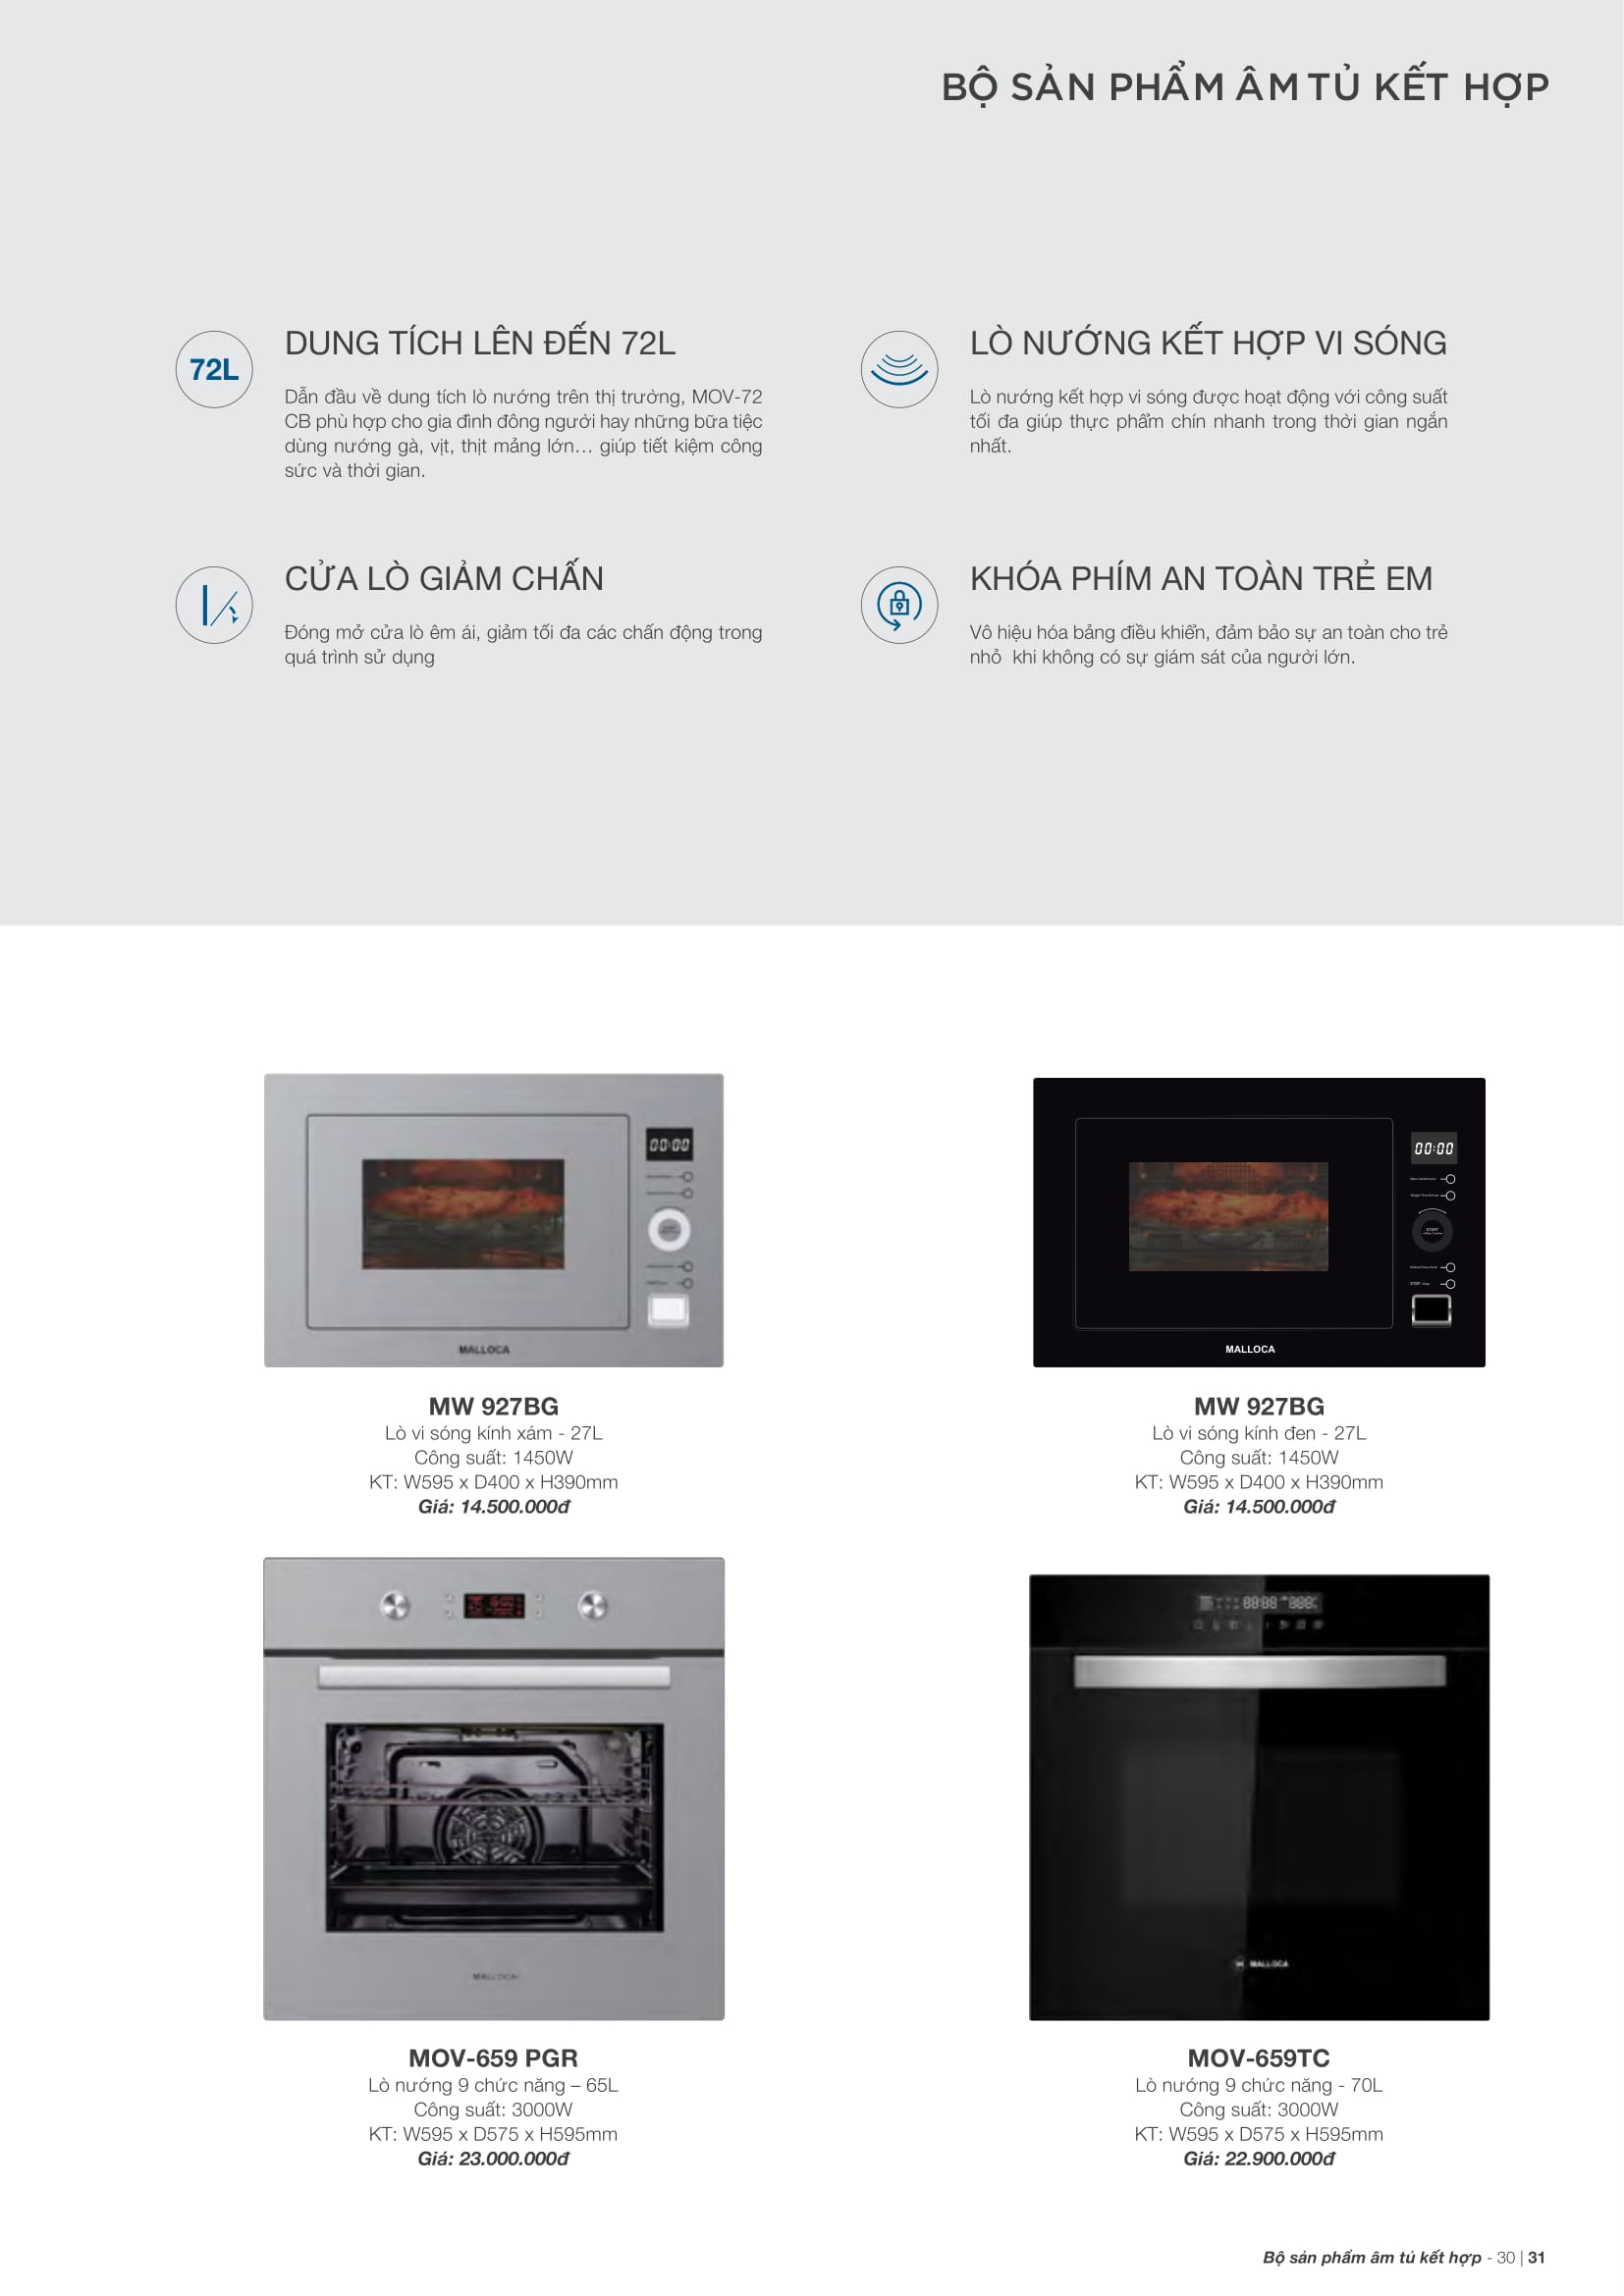 BỘ SẢN PHẨM ÂM TỦ KẾT HỢP
72L
DUNG TÍCH LÊN ĐẾN 72L
Dẫn đầu về dung tích lò nướng trên thị trường, MOV-72
CB phù hợp cho gia đình đông người hay những bữa tiệc
dùng nướng gà, vịt, thịt mảng lớn… giúp tiết kiệm công
sức và thời gian.
LÒ NƯỚNG KẾT HỢP VI SÓNG
Lò nướng kết hợp vi sóng được hoạt động với công suất
tối đa giúp thực phẩm chín nhanh trong thời gian ngắn
nhất.
CỬA LÒ GIẢM CHẤN
Đóng mở cửa lò êm ái, giảm tối đa các chấn động trong
quá trình sử dụng
KHÓA PHÍM AN TOÀN TRẺ EM
Vô hiệu hóa bảng điều khiển, đảm bảo sự an toàn cho trẻ
nhỏ khi không có sự giám sát của người lớn.
00:00
MALLOCA
00:00
START
STOP
MALLOCA
MW 927BG
Lò vi sóng kính xám - 27L
Công suất: 1450W
KT: W595 x D400 x H390mm
Giá: 14.500.000đ
MW 927BG
Lò vi sóng kính đen - 27L
Công suất: 1450W
KT: W595 x D400 x H390mm
Giá: 14.500.000đ
MALLOCA
88:88 888
MALLOCA
MOV-659 PGR
Lò nướng 9 chức năng – 65L
Công suất: 3000W
KT: W595 x D575 x H595mm
Giá: 23.000.000đ
MOV-659TC
Lò nướng 9 chức năng - 70L
Công suất: 3000W
KT: W595 x D575 x H595mm
Giá: 22.900.000đ
Bộ sản phẩm âm tủ kết hợp - 30 | 31